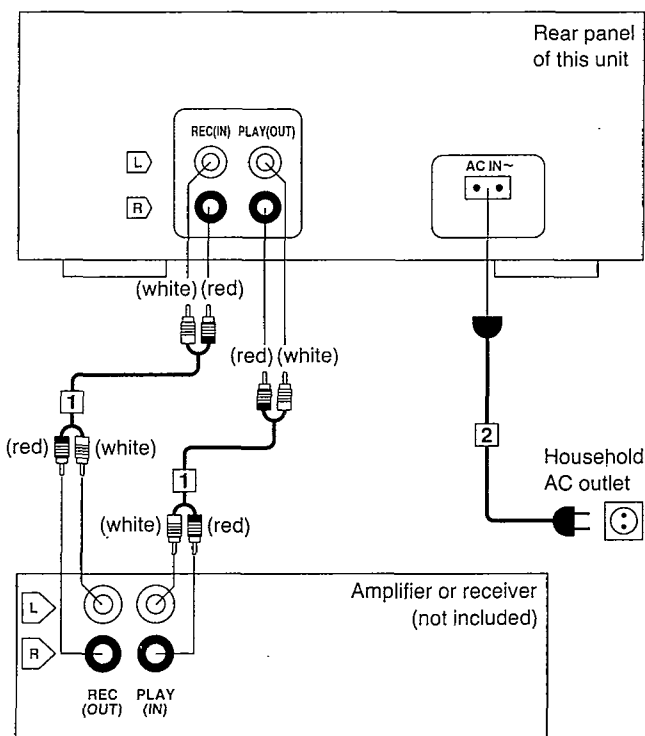 Rear panel
of this unit
REC(IN) PLAY(OUT)
L
R
AC IN~
(white) (red)
(red) (white)
1
2
(red) (white)
1
Household
AC outlet
(white) (red)
Amplifier or receiver
(not included)
L
R
REC PLAY
(OUT) (IN)